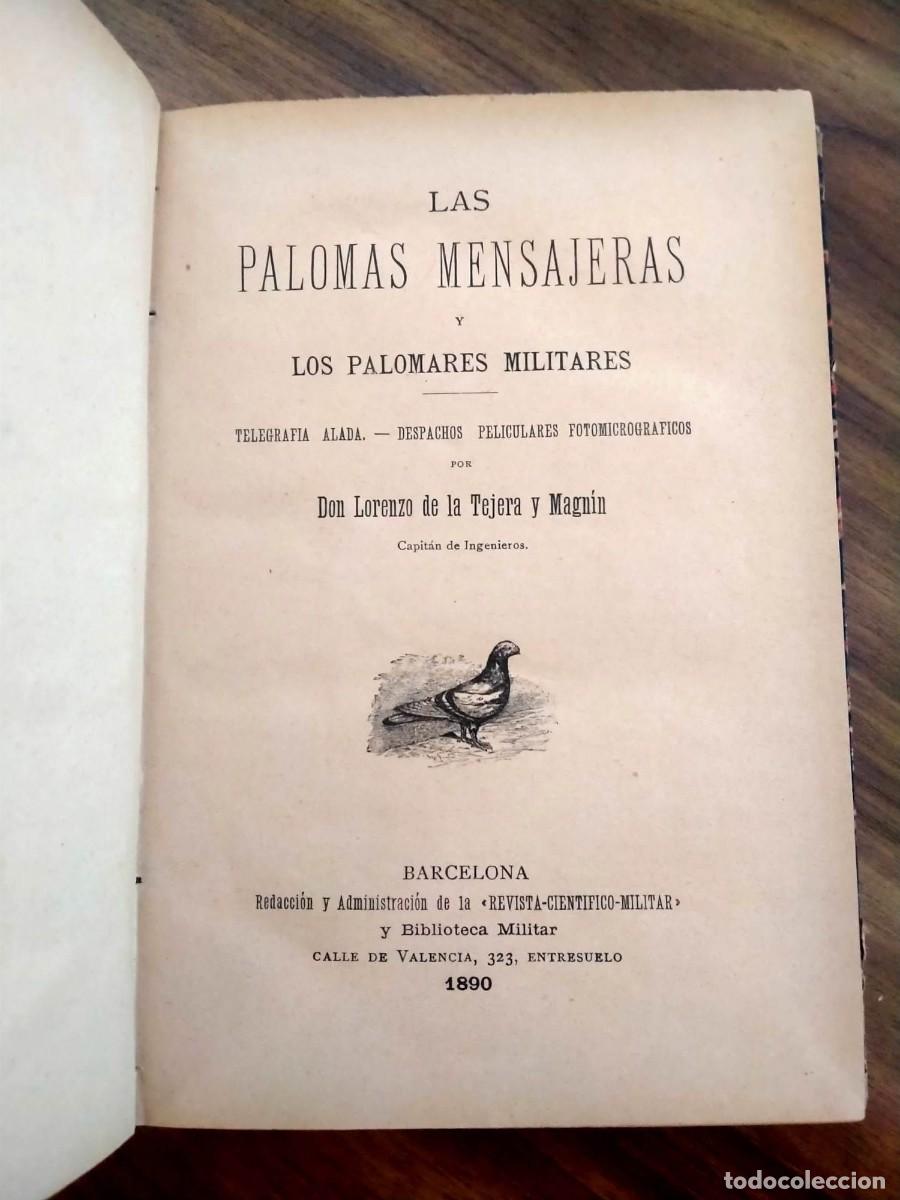 LAS
PALOMAS MENSAJERAS
Y
LOS PALOMARES MILITARES
TELEGRAFIA ALADA. — DESPACHOS PELICULARES FOTOMICROGRAFICOS
POR
Don Lorenzo de la Tejera y Magnín
Capitán de Ingenieros.
BARCELONA
Redacción y Administración de la «REVISTA-CIENTIFICO-MILITAR»
y Biblioteca Militar
CALLE DE VALENCIA, 323, ENTRESUELO
1890
todocoleccion